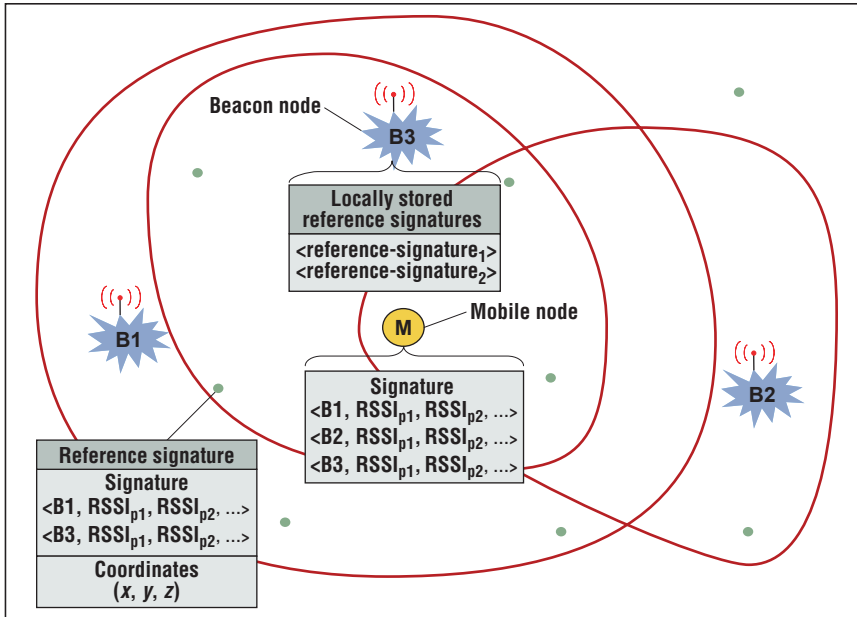 Beacon node
B3
Locally stored
reference signatures
<reference-signature₁>
<reference-signature₂>
B1
M
Mobile node
B2
Signature
<B1, RSSIp1, RSSIp2, ...>
<B2, RSSIp1, RSSIp2, ...>
<B3, RSSIp1, RSSIp2, ...>
Reference signature
Signature
<B1, RSSIp1, RSSIp2, ...>
<B3, RSSIp1, RSSIp2, ...>
Coordinates
(x, y, z)